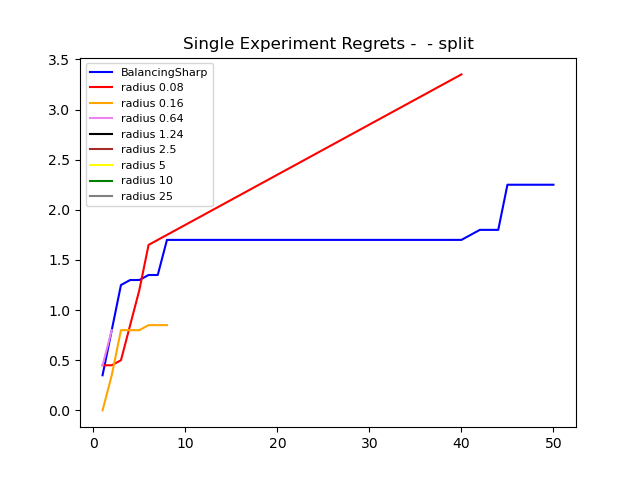 Single Experiment Regrets -  - split
BalancingSharp
radius 0.08
radius 0.16
radius 0.64
radius 1.24
radius 2.5
radius 5
radius 10
radius 25
3.5
3.0
2.5
2.0
1.5
1.0
0.5
0.0
0 10 20 30 40 50